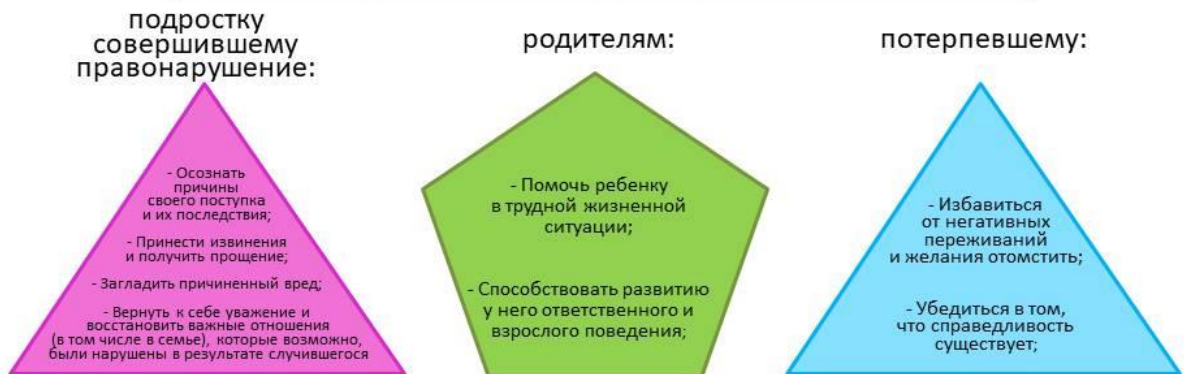 подростку
совершившему
правонарушение:
- Осознать
причины
своего поступка
и их последствия;
- Принести извинения
и получить прощение;
- Загладить причиненный вред;
- Вернуть к себе уважение и
восстановить важные отношения
(в том числе в семье), которые возможно,
были нарушены в результате случившегося
родителям:
- Помочь ребенку
в трудной жизненной
ситуации;
- Способствовать развитию
у него ответственного и
взрослого поведения;
потерпевшему:
- Избавиться
от негативных
переживаний
и желания отомстить;
- Убедиться в том,
что справедливость
существует;